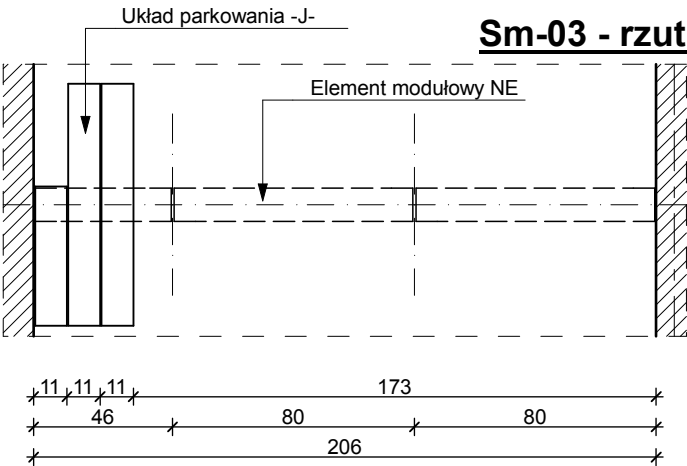 Układ parkowania -J-
Sm-03 - rzut
Element modułowy NE
11 11 11 173
46 80 80
206